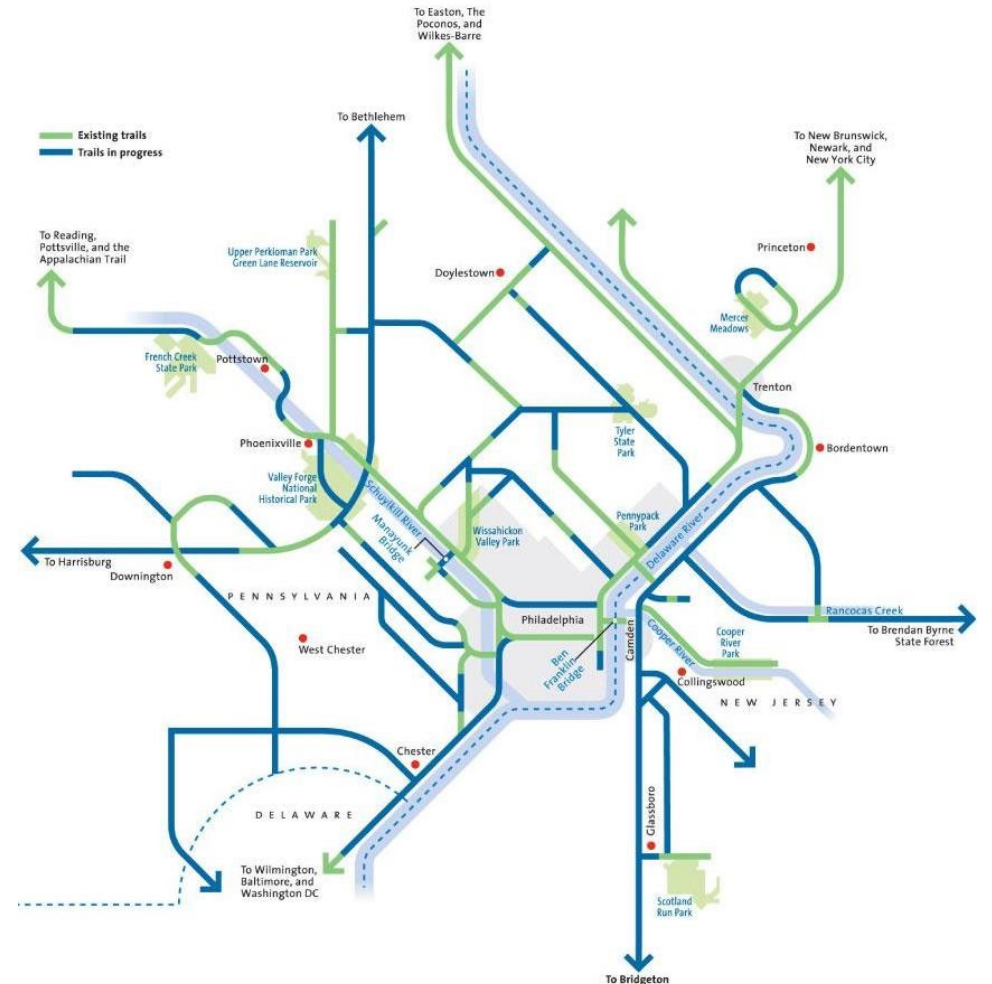 To Easton, The
Poconos, and
Wilkes-Barre
To Bethlehem
Existing trails
Trails in progress
To New Brunswick,
Newark, and
New York City
To Reading,
Pottsville, and the
Appalachian Trail
Upper Perkioman Park
Green Lane Reservoir
Princeton
Doylestown
Mercer
Meadows
French Creek
State Park
Pottstown
Trenton
Tyler
State
Park
Phoenixville
Bordentown
Valley Forge
National
Historical Park
Schuylkill River
Manayunk
Bridge
Wissahickon
Valley Park
Pennypack
Park
Delaware River
To Harrisburg
Downington
PENNSYLVANIA
Philadelphia
Camden
Rancocas Creek
To Brendan Byrne
State Forest
West Chester
Ben
Franklin
Bridge
Cooper River
Cooper
River
Park
Collingswood
NEW JERSEY
Chester
DELAWARE
Glassboro
To Wilmington,
Baltimore, and
Washington DC
Scotland
Run Park
To Bridgeton